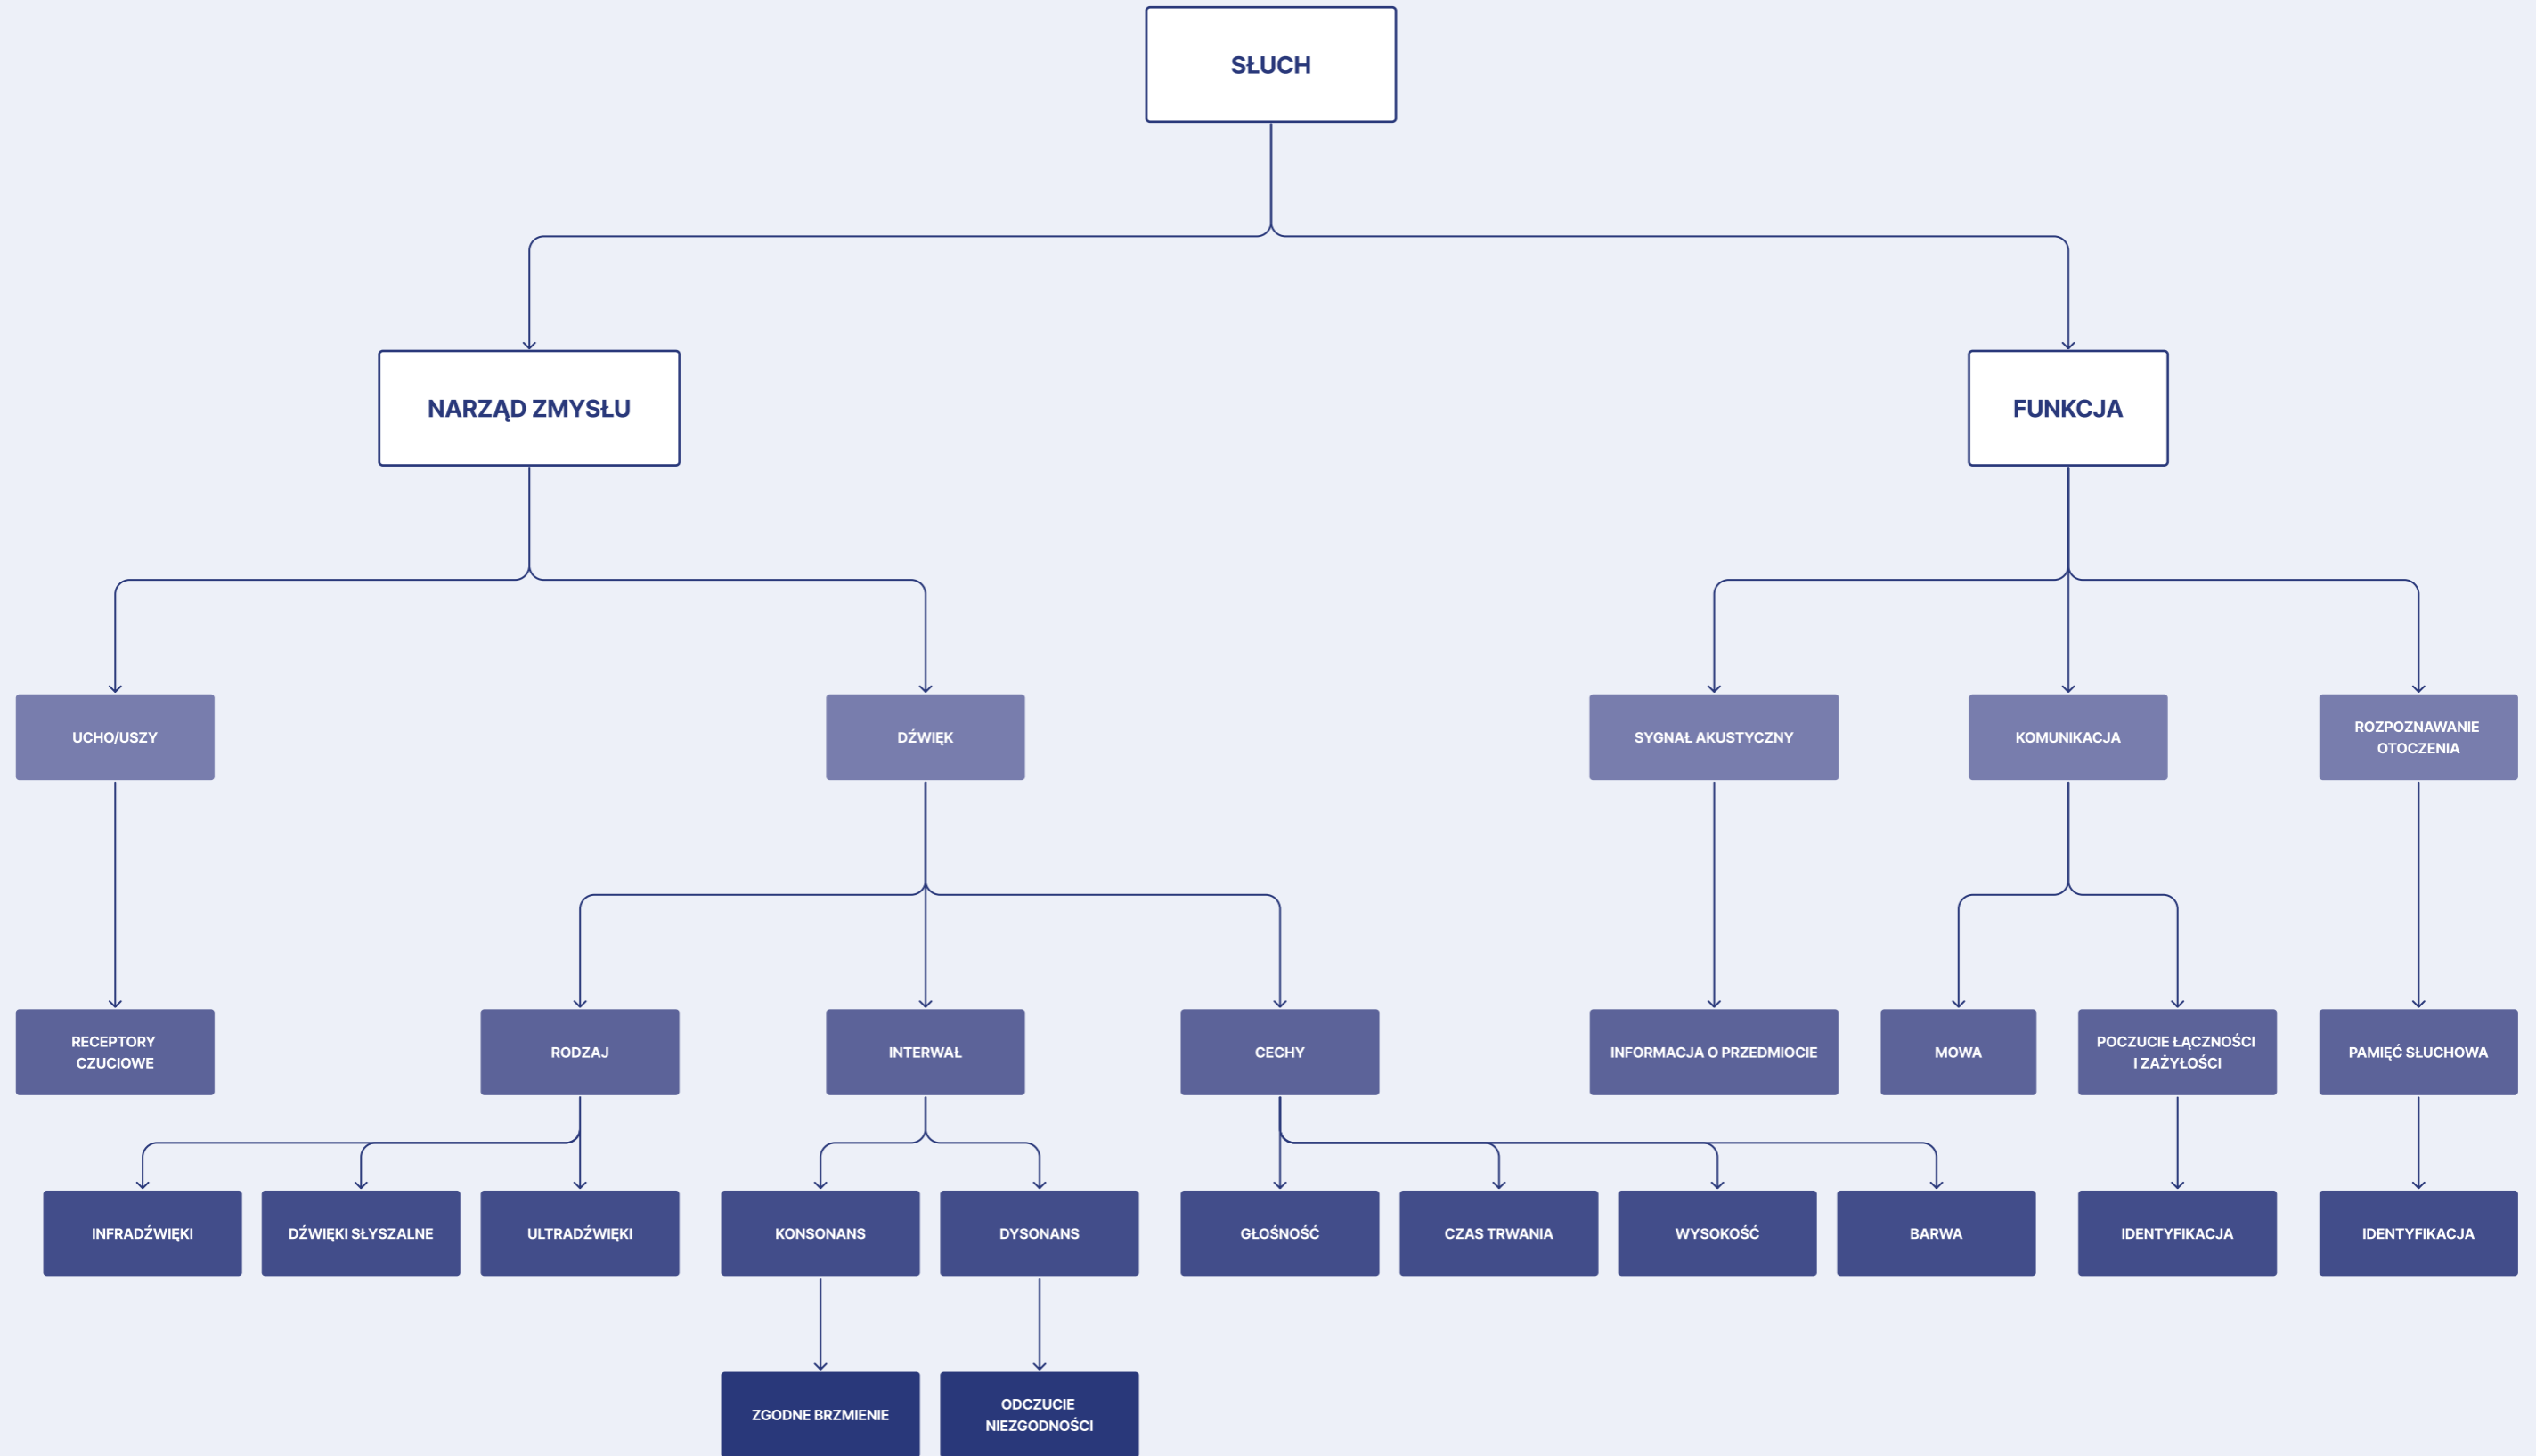 SŁUCH
NARZĄD ZMYSŁU
FUNKCJA
UCHO/USZY
DŹWIĘK
SYGNAŁ AKUSTYCZNY
KOMUNIKACJA
ROZPOZNAWANIE
OTOCZENIA
RECEPTORY
CZUCIOWE
RODZAJ
INTERWAŁ
CECHY
INFORMACJA O PRZEDMIOCIE
MOWA
POCZUCIE ŁĄCZNOŚCI
I ZAŻYŁOŚCI
PAMIĘĆ SŁUCHOWA
INFRADŹWIĘKI
DŹWIĘKI SŁYSZALNE
ULTRADŹWIĘKI
KONSONANS
DYSONANS
GŁOŚNOŚĆ
CZAS TRWANIA
WYSOKOŚĆ
BARWA
IDENTYFIKACJA
IDENTYFIKACJA
ZGODNE BRZMIENIE
ODCZUCIE
NIEZGODNOŚCI